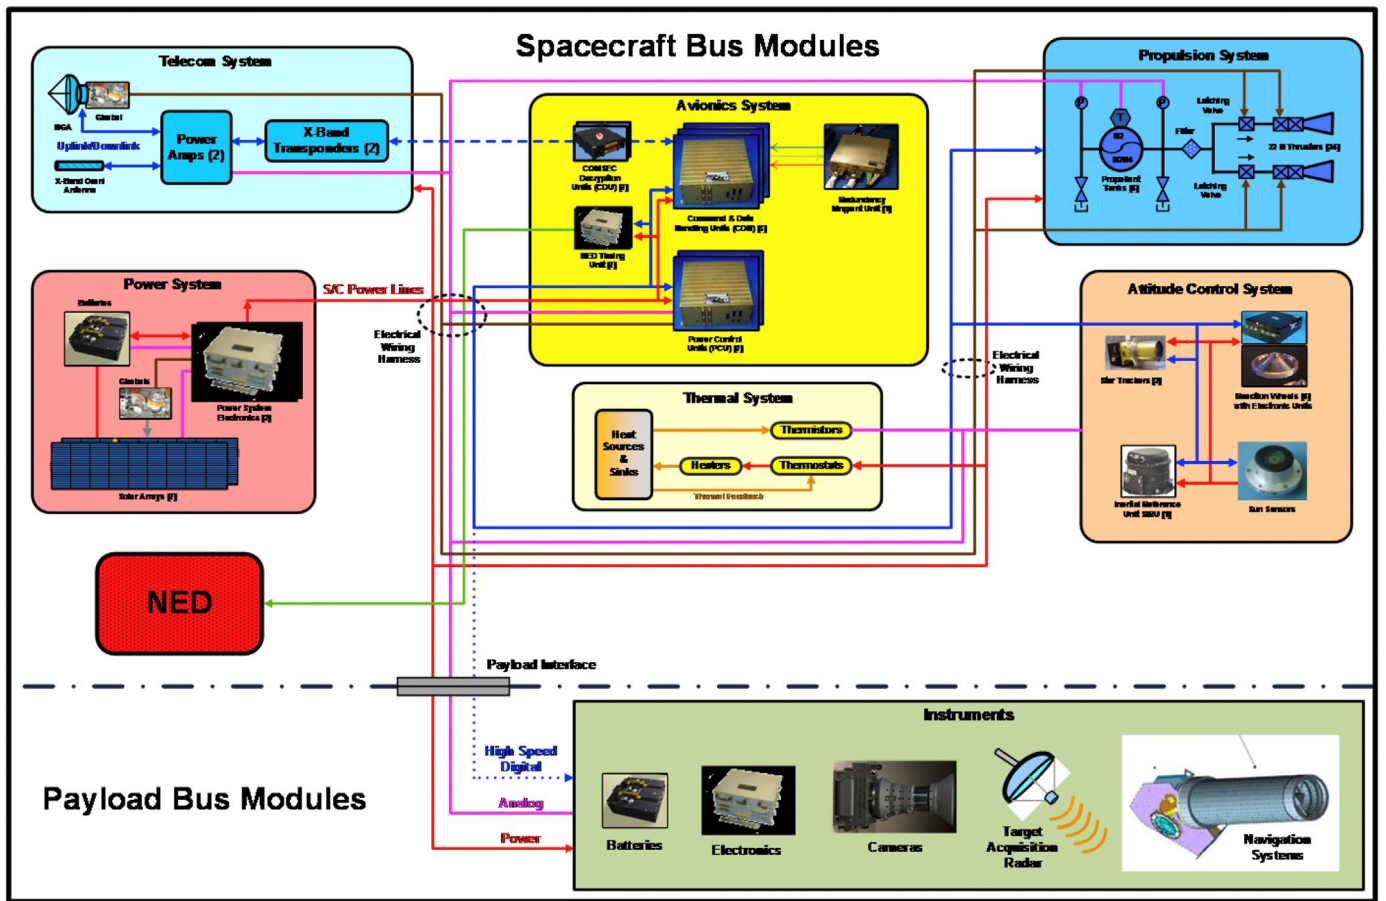 Spacecraft Bus Modules
Telecom System
Gimbal
HGA
Uplink/Downlink
X-Band Omni
Antenna
Power
Amps (2)
X-Band
Transponders (2)
Avionics System
COMSEC
Decryption
Units (CDU) [2]
Command & Data
Handling Units (CDH)
Redundancy
Mngmnt Unit [1]
NED Timing
Unit [2]
Power Control
Units (PCU) [2]
Propulsion System
P
T
P
N2
Propellant
Tanks
Filter
Latching
Valve
22 N Thrusters [24]
Latching
Valve
Power System
Batteries
Gimbals
Power System
Electronics [2]
Solar Arrays [2]
S/C Power Lines
Electrical
Wiring
Harness
Electrical
Wiring
Harness
Thermal System
Heat
Sources
&
Sinks
Thermistors
Heaters
Thermostats
Thermal Feedback
Attitude Control System
Star Trackers [2]
Reaction Wheels
with Electronic Units
Inertial Reference
Unit SIRU [1]
Sun Sensors
NED
Payload Interface
Payload Bus Modules
High Speed
Digital
Analog
Power
Instruments
Batteries
Electronics
Cameras
Target
Acquisition
Radar
Navigation
Systems